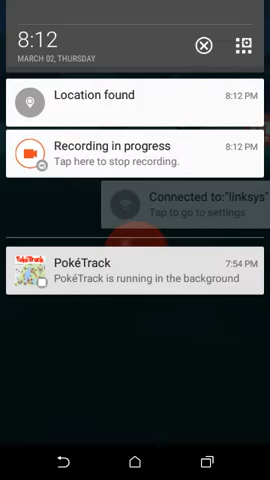 8:12
MARCH 02, THURSDAY
Location found 8:12 PM
Recording in progress 8:12 PM
Tap here to stop recording.
Connected to:"linksys"
Tap to go to settings
PokéTrack
PokéTrack 7:54 PM
PokéTrack is running in the background